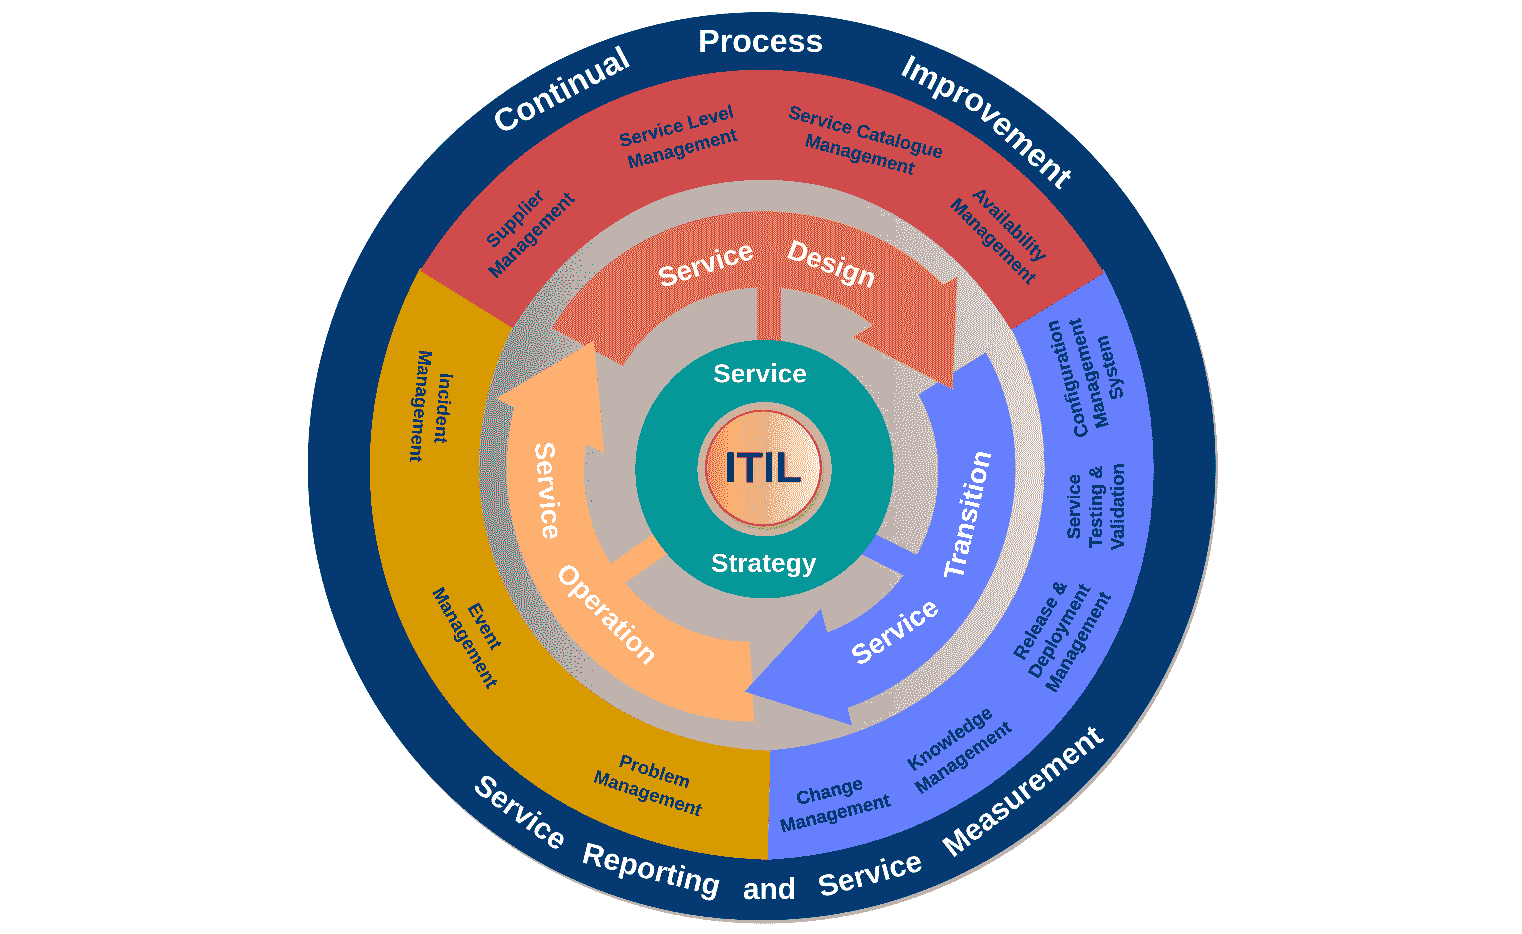 Continual Process Improvement
Service Level
Management
Service Catalogue
Management
Supplier
Management
Availability
Management
Service Design
Configuration
Management
System
Service
Testing &
Validation
Release &
Deployment
Management
Knowledge
Management
Change
Management
Service Transition
Incident
Management
Event
Management
Problem
Management
Service Operation
Service
ITIL
Strategy
Service Reporting and Service Measurement